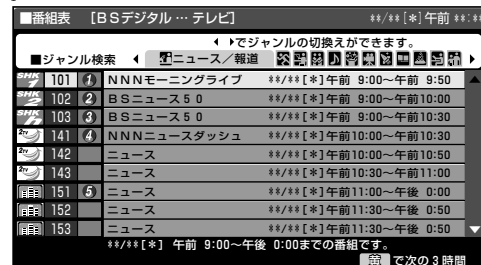 ■番組表 [BSデジタル … テレビ] **/**[*]午前 **:**
◀ ▶でジャンルの切換えができます。
■ジャンル検索 ◀ ニュース/報道 ▶
SHK 1 101 1 NNNモーニングライブ **/**[*]午前 9:00〜午前 9:50
SHK 2 102 2 BSニュース50 **/**[*]午前 9:00〜午前10:00
SHK h 103 3 BSニュース50 **/**[*]午前 9:00〜午前10:30
2TV 141 4 NNNニュースダッシュ **/**[*]午前10:00〜午前10:30
2TV 142 ニュース **/**[*]午前10:00〜午前10:50
2TV 143 ニュース **/**[*]午前10:30〜午前11:00
151 5 ニュース **/**[*]午前11:00〜午後 0:00
152 ニュース **/**[*]午前11:30〜午後 0:50
153 ニュース **/**[*]午前11:30〜午後 0:50
**/**[*] 午前 9:00〜午後 0:00までの番組です。
黄 で次の3時間